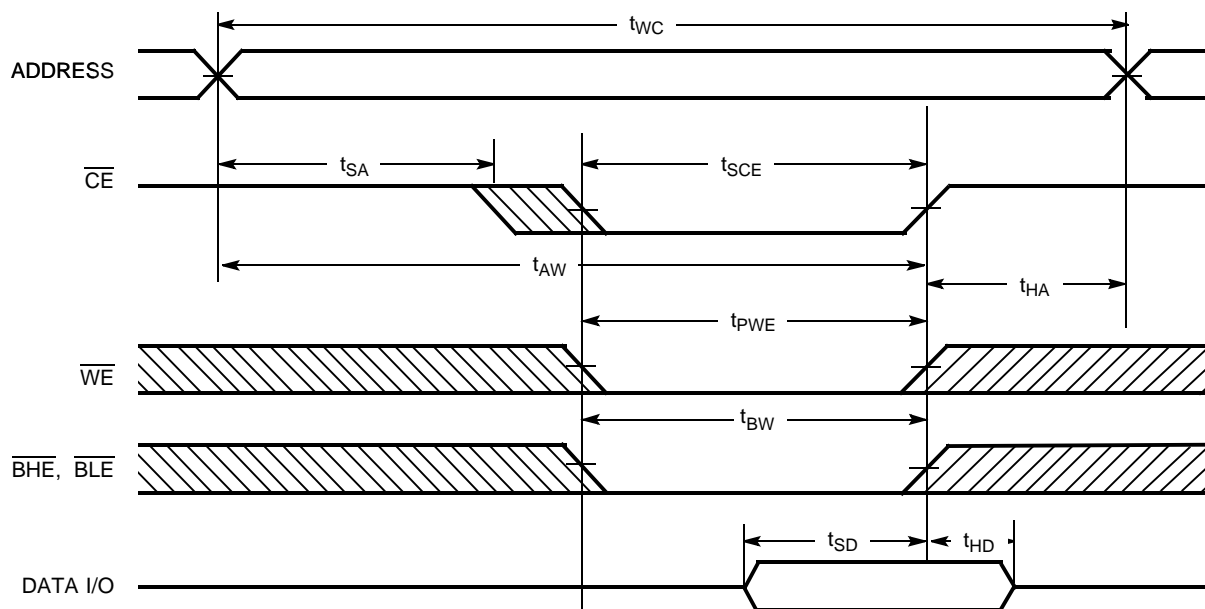 tWC
ADDRESS
tSA
tSCE
CE
tAW
tHA
tPWE
WE
tBW
BHE, BLE
tSD
tHD
DATA I/O